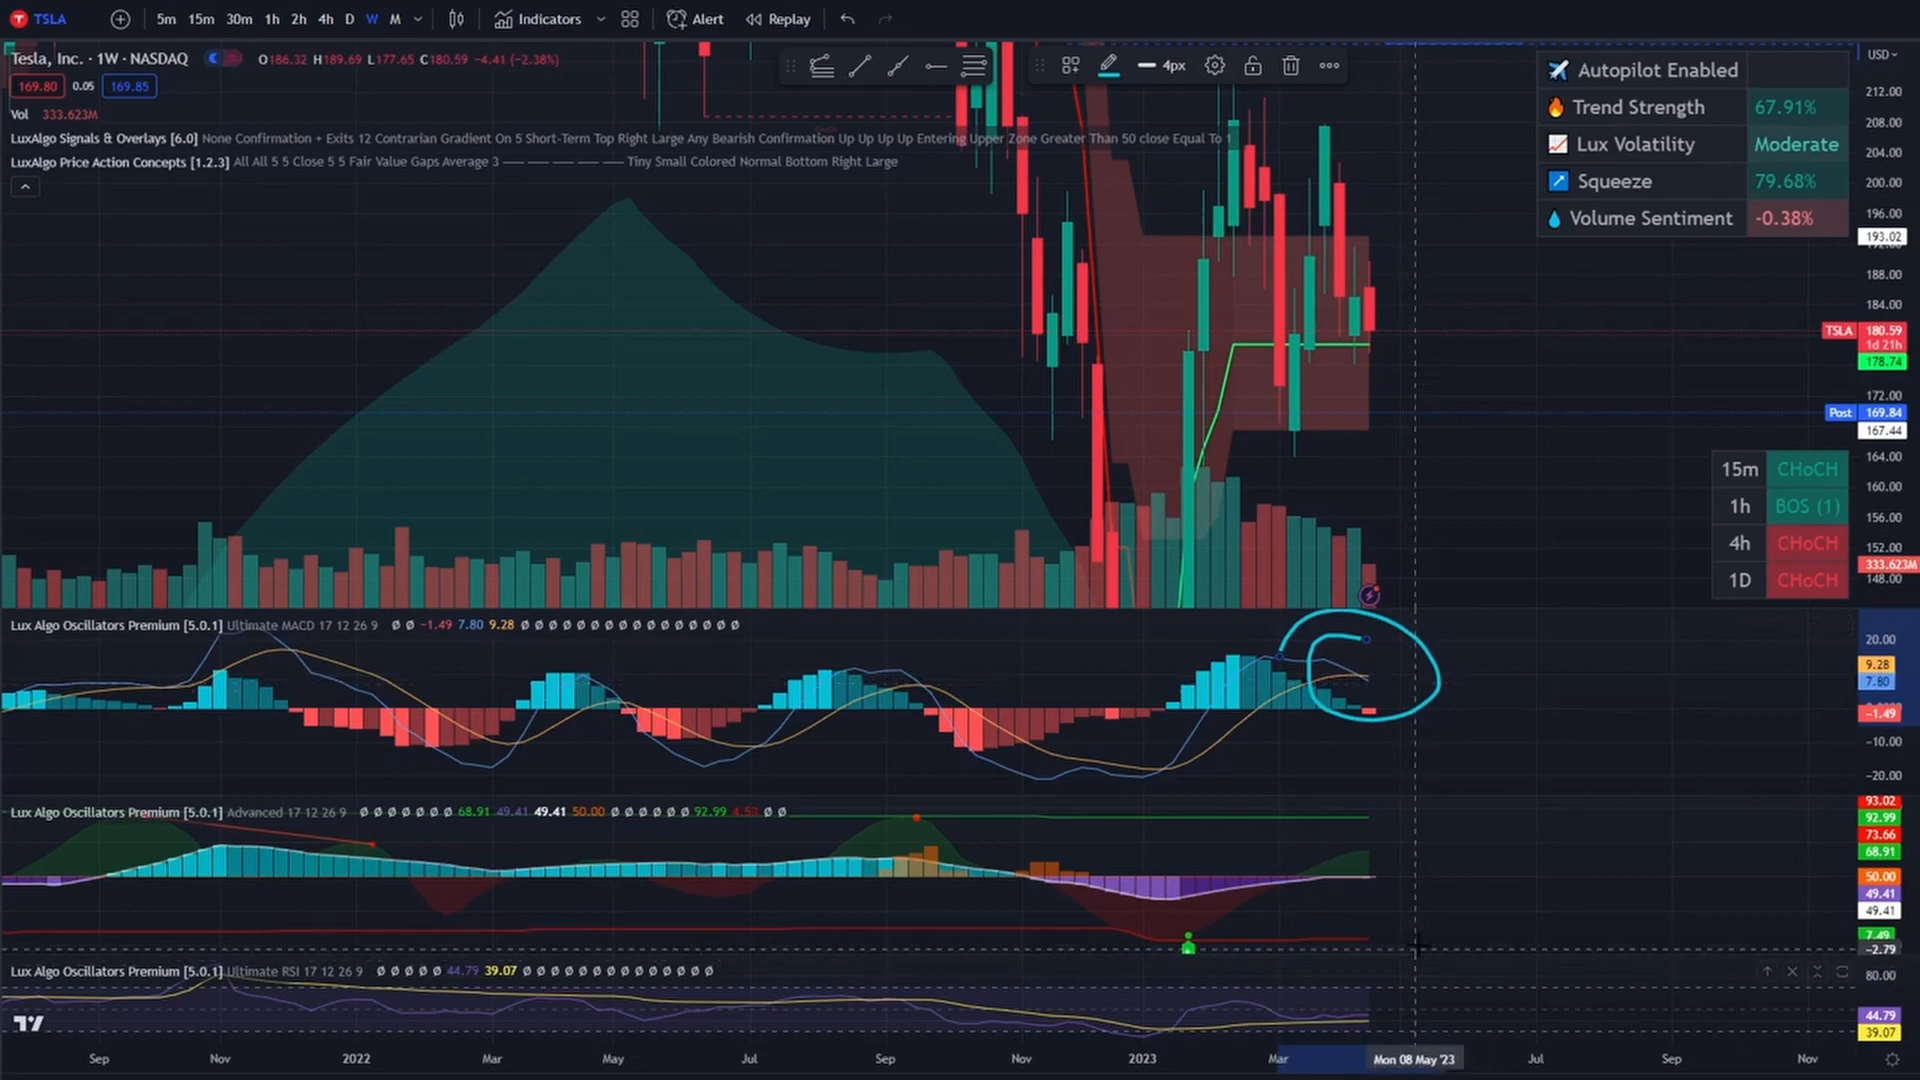 TSLA 5m 15m 30m 1h 2h 4h D W M Indicators Alert Replay
Tesla, Inc. · 1W · NASDAQ O186.32 H189.69 L177.65 C180.59 -4.41 (-2.38%)
169.80 0.05 169.85
Vol 333.623M
LuxAlgo Signals & Overlays [6.0] None Confirmation + Exits 12 Contrarian Gradient On 5 Short-Term Top Right Large Any Bearish Confirmation Up Up Up Up Entering Upper Zone Greater Than 50 close Equal To 1
LuxAlgo Price Action Concepts [1.2.3] All All 5 5 Close 5 5 Fair Value Gaps Average 3 —— —— —— —— —— Tiny Small Colored Normal Bottom Right Large
4px
Autopilot Enabled
Trend Strength 67.91%
Lux Volatility Moderate
Squeeze 79.68%
Volume Sentiment -0.38%
USD
212.00
208.00
204.00
200.00
196.00
193.02
188.00
184.00
TSLA 180.59
1d 21h
178.74
172.00
Post 169.84
167.44
164.00
160.00
156.00
152.00
333.623M
148.00
15m CHoCH
1h BOS (1)
4h CHoCH
1D CHoCH
Lux Algo Oscillators Premium [5.0.1] Ultimate MACD 17 12 26 9 Ø Ø -1.49 7.80 9.28 Ø Ø Ø Ø Ø Ø Ø Ø Ø Ø Ø Ø Ø Ø Ø
20.00
9.28
7.80
-1.49
-10.00
-20.00
Lux Algo Oscillators Premium [5.0.1] Advanced 17 12 26 9 Ø Ø Ø Ø Ø Ø Ø 68.91 49.41 49.41 50.00 Ø Ø Ø Ø Ø Ø 92.99 4.53 Ø Ø
93.02
92.99
73.66
68.91
50.00
49.41
49.41
7.49
-2.79
Lux Algo Oscillators Premium [5.0.1] Ultimate RSI 17 12 26 9 Ø Ø Ø Ø Ø 44.79 39.07 Ø Ø Ø Ø Ø Ø Ø Ø Ø Ø Ø Ø Ø Ø
80.00
44.79
39.07
Sep Nov 2022 Mar May Jul Sep Nov 2023 Mar Mon 08 May '23 Jul Sep Nov